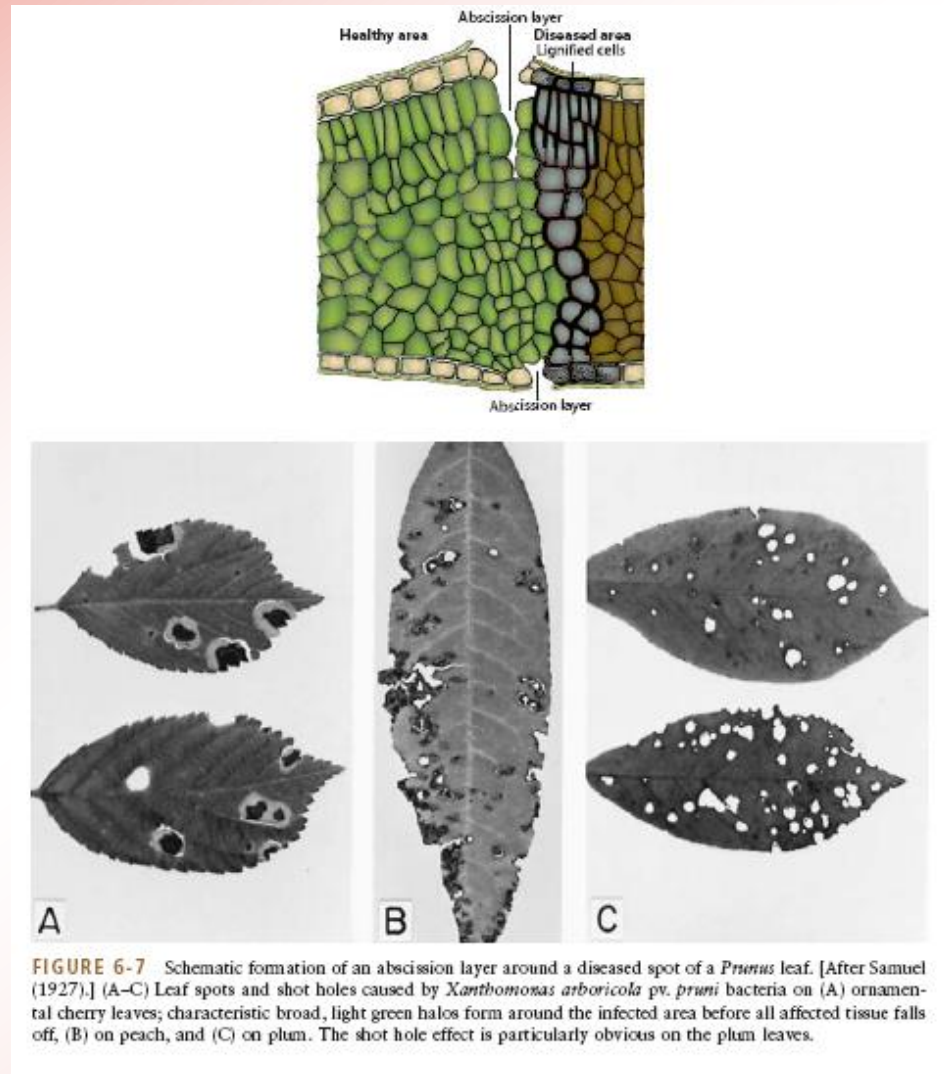 Abscission layer
Healthy area
Diseased area
Lignified cells
Abscission layer
A
B
C
FIGURE 6-7 Schematic formation of an abscission layer around a diseased spot of a Prunus leaf. [After Samuel
(1927).] (A–C) Leaf spots and shot holes caused by Xanthomonas arboricola pv. pruni bacteria on (A) ornamen-
tal cherry leaves; characteristic broad, light green halos form around the infected area before all affected tissue falls
off, (B) on peach, and (C) on plum. The shot hole effect is particularly obvious on the plum leaves.